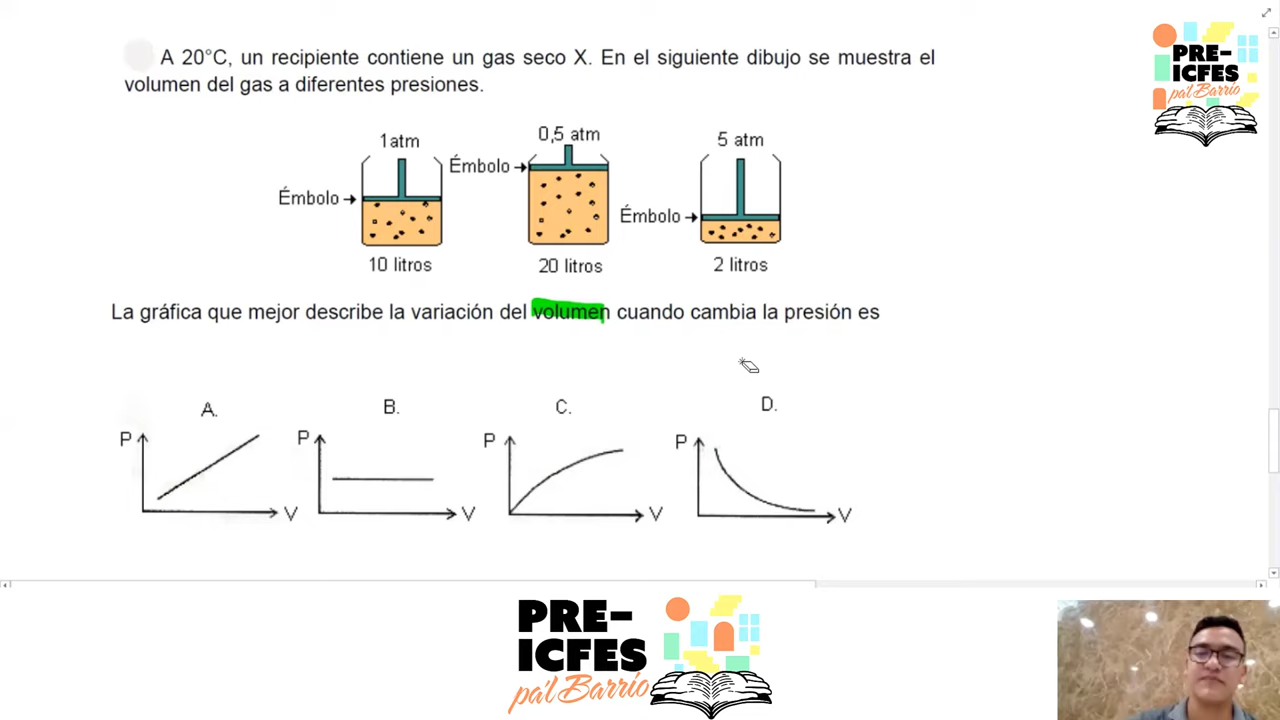 PRE-
ICFES
pa'l Barrio
A 20°C, un recipiente contiene un gas seco X. En el siguiente dibujo se muestra el
volumen del gas a diferentes presiones.
1atm
0,5 atm
5 atm
Émbolo
Émbolo
Émbolo
10 litros
20 litros
2 litros
La gráfica que mejor describe la variación del volumen cuando cambia la presión es
A.
B.
C.
D.
P
V
P
V
P
V
P
V
PRE-
ICFES
pa'l Barrio